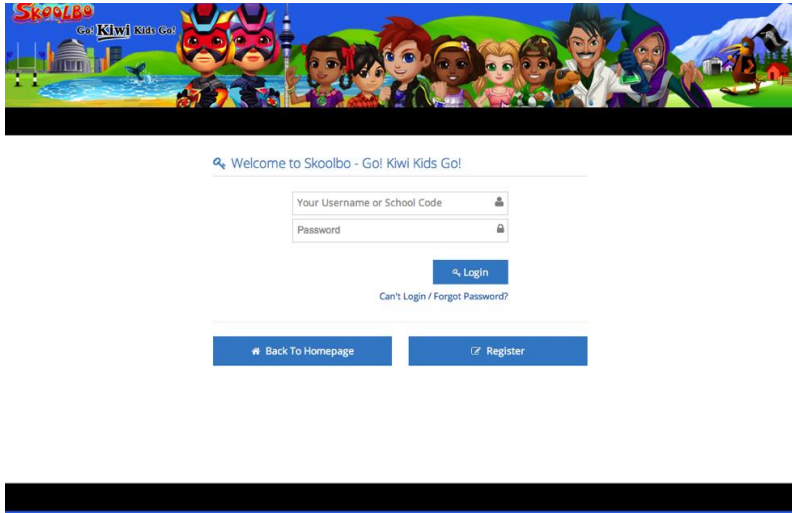 SKOOLBO
Go! Kiwi Kids Go!
Welcome to Skoolbo - Go! Kiwi Kids Go!
Your Username or School Code
Password
Login
Can't Login / Forgot Password?
Back To Homepage
Register